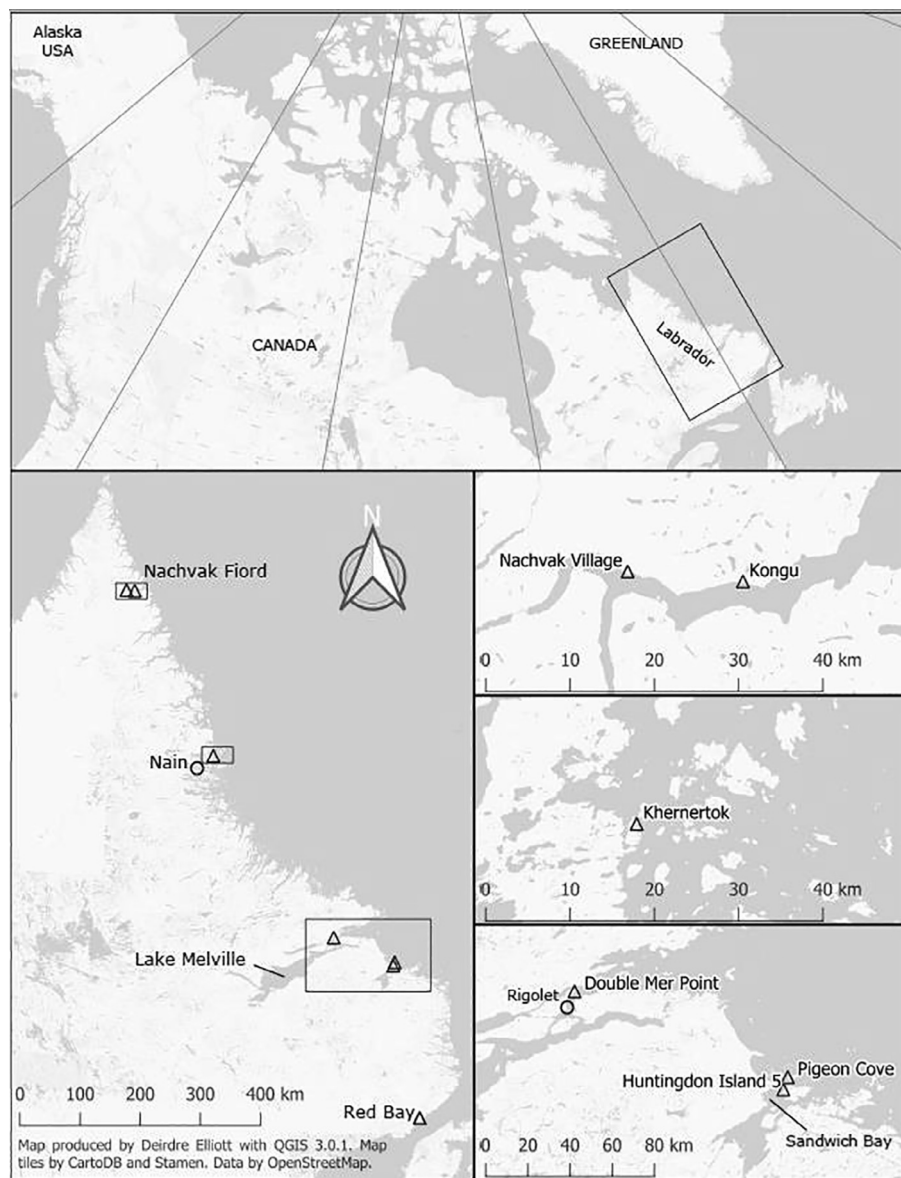 Alaska
USA
GREENLAND
CANADA
Labrador
N
Nachvak Fiord
Nain
Lake Melville
0 100 200 300 400 km
Red Bay
Map produced by Deirdre Elliott with QGIS 3.0.1. Map
tiles by CartoDB and Stamen. Data by OpenStreetMap.
Nachvak Village
Kongu
0 10 20 30 40 km
Khernertok
0 10 20 30 40 km
Double Mer Point
Rigolet
Pigeon Cove
Huntingdon Island 5
Sandwich Bay
0 20 40 60 80 km